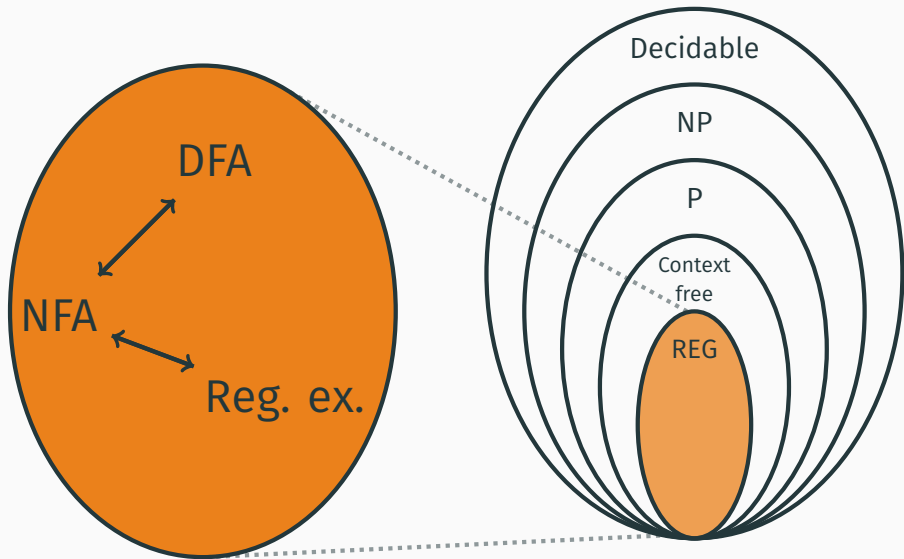 DFA
NFA
Reg. ex.
Decidable
NP
P
Context
free
REG